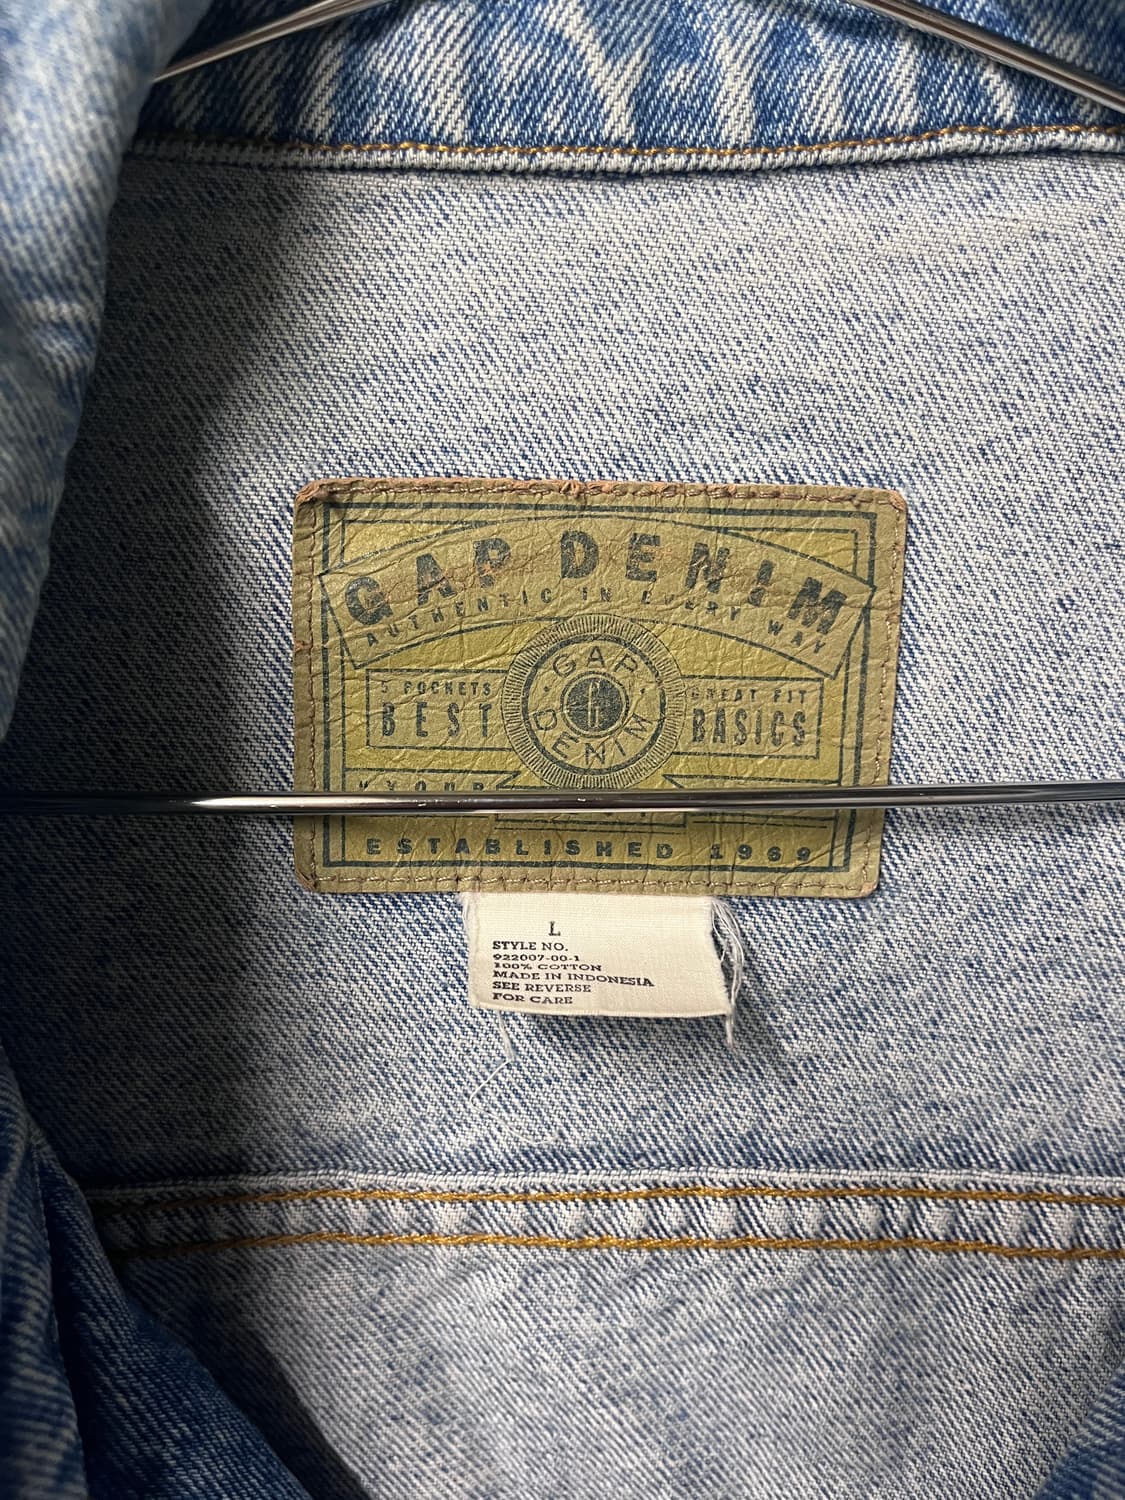 GAP DENIM
AUTHENTIC IN EVERY WAY
GAP
G
DENIM
5 POCKETS
BEST
GREAT FIT
BASICS
ESTABLISHED 1969
L
STYLE NO.
922007-00-1
100% COTTON
MADE IN INDONESIA
SEE REVERSE
FOR CARE